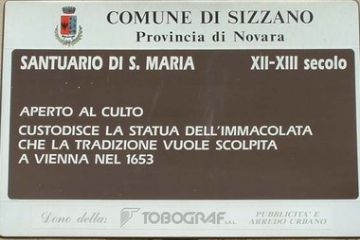 COMUNE DI SIZZANO
Provincia di Novara
SANTUARIO DI S. MARIA XII-XIII secolo
APERTO AL CULTO
CUSTODISCE LA STATUA DELL'IMMACOLATA
CHE LA TRADIZIONE VUOLE SCOLPITA
A VIENNA NEL 1653
Dono della: TOBOGRAF S.R.L. PUBBLICITA' E
ARREDO URBANO